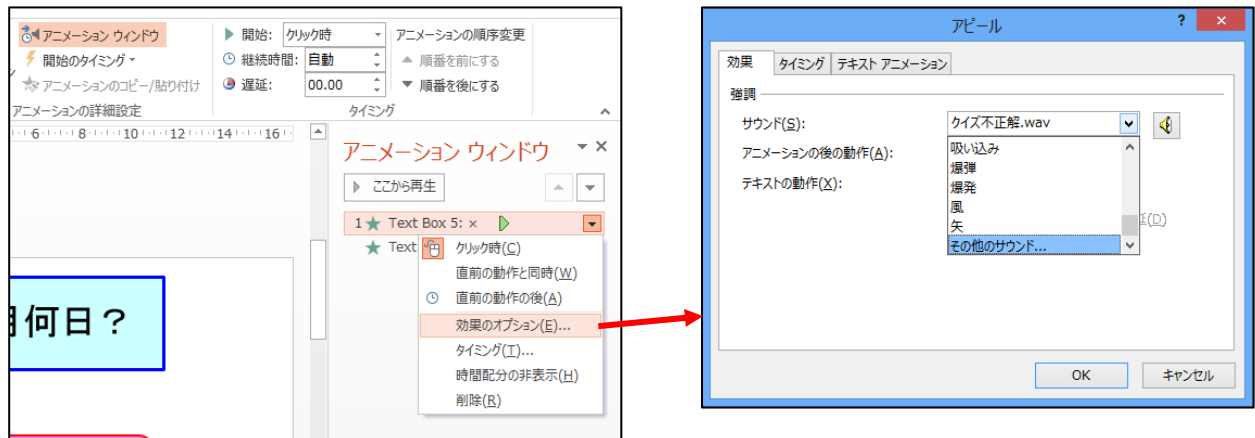 アニメーション ウィンドウ
開始のタイミング
アニメーションのコピー/貼り付け
アニメーションの詳細設定
開始: クリック時
継続時間: 自動
遅延: 00.00
アニメーションの順序変更
順番を前にする
順番を後にする
タイミング
6 8 10 12 14 16
アニメーション ウィンドウ
ここから再生
1 Text Box 5: ×
Text
クリック時(C)
直前の動作と同時(W)
直前の動作の後(A)
効果のオプション(E)...
タイミング(T)...
時間配分の非表示(H)
削除(R)
何日？
アピール
? ×
効果 タイミング テキスト アニメーション
強調
サウンド(S): クイズ不正解.wav
アニメーションの後の動作(A):
テキストの動作(X):
吸い込み
爆弾
爆発
風
矢
その他のサウンド...
(D)
OK キャンセル